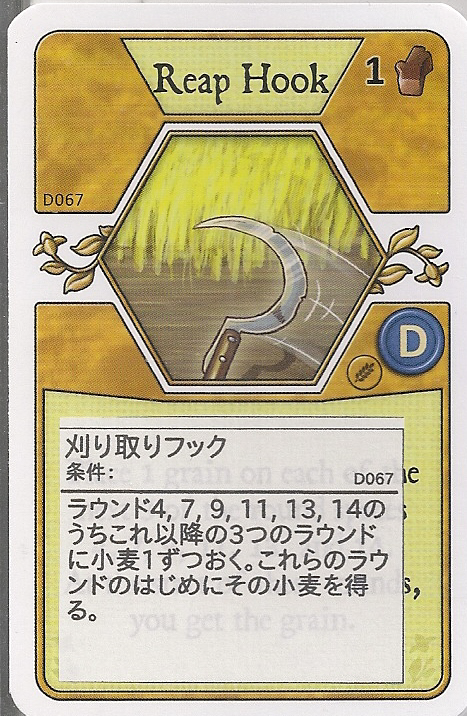 Reap Hook
1
D067
D
刈り取りフック
条件:
D067
1 grain on each of the
ラウンド4, 7, 9, 11, 13, 14の
うちこれ以降の3つのラウンド
に小麦1ずつおく。これらのラウ
ンドのはじめにその小麦を得
る。
you get the grain.